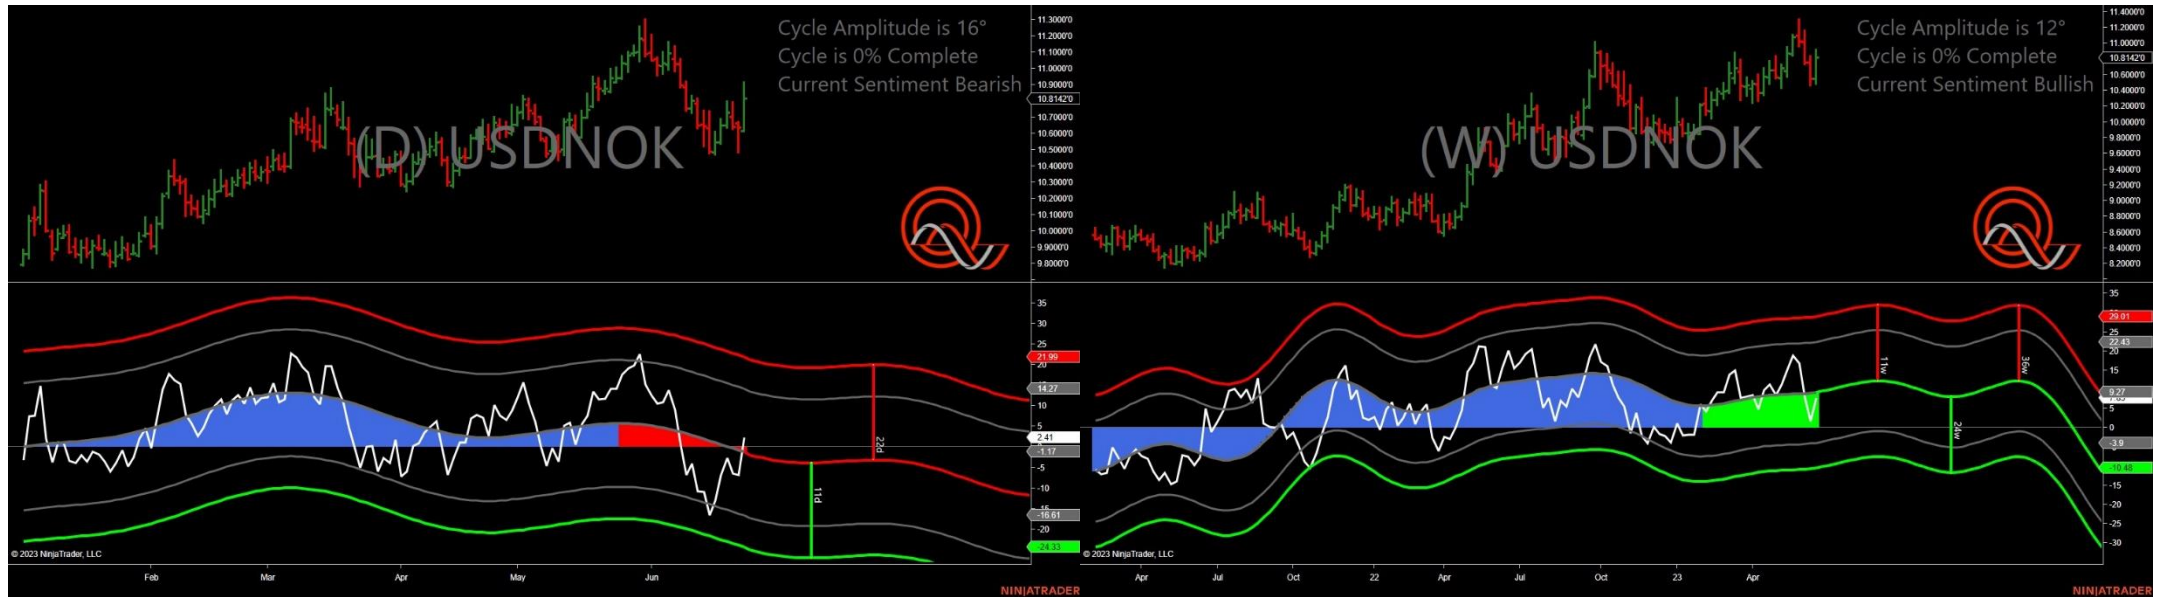 Cycle Amplitude is 16°
Cycle is 0% Complete
Current Sentiment Bearish
(D) USDNOK
11.3000'0
11.2000'0
11.1000'0
11.0000'0
10.9000'0
10.8142'0
10.7000'0
10.6000'0
10.5000'0
10.4000'0
10.3000'0
10.2000'0
10.1000'0
10.0000'0
9.9000'0
9.8000'0
35
30
25
21.99
20
14.27
10
5
2.41
-1.17
-5
-10
-16.61
-20
-24.33
22d
11d
© 2023 NinjaTrader, LLC
Feb
Mar
Apr
May
Jun
NINJATRADER
Cycle Amplitude is 12°
Cycle is 0% Complete
Current Sentiment Bullish
(W) USDNOK
11.4000'0
11.2000'0
11.0000'0
10.8142'0
10.6000'0
10.4000'0
10.2000'0
10.0000'0
9.8000'0
9.6000'0
9.4000'0
9.2000'0
9.0000'0
8.8000'0
8.6000'0
8.4000'0
8.2000'0
35
29.01
25
22.43
20
15
9.27
5
0
-3.9
-10.48
-15
-20
-25
-30
11w
36w
24w
© 2023 NinjaTrader, LLC
Apr
Jul
Oct
22
Apr
Jul
Oct
23
Apr
NINJATRADER